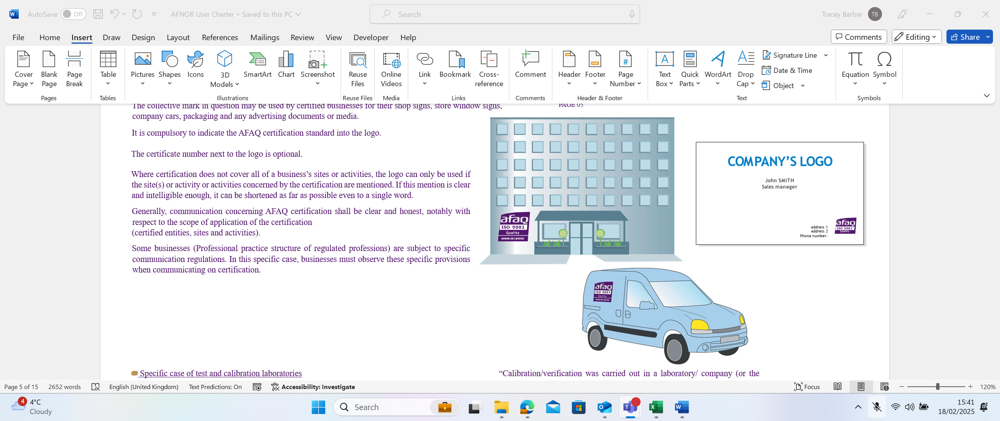 AutoSave Off
AFNOR User Charter • Saved to this PC
Search
Tracey Barber TB
File Home Insert Draw Design Layout References Mailings Review View Developer Help
Comments Editing Share
Cover Page
Blank Page
Page Break
Pages
Table
Tables
Pictures
Shapes
Icons
3D Models
SmartArt
Chart
Screenshot
Illustrations
Reuse Files
Reuse Files
Online Videos
Media
Link
Bookmark
Cross-reference
Links
Comment
Comments
Header
Footer
Page Number
Header & Footer
Text Box
Quick Parts
WordArt
Drop Cap
Signature Line
Date & Time
Object
Text
Equation
Symbol
Symbols
The collective mark in question may be used by certified businesses for their shop signs, store window signs,
company cars, packaging and any advertising documents or media.
It is compulsory to indicate the AFAQ certification standard into the logo.
The certificate number next to the logo is optional.
Where certification does not cover all of a business’s sites or activities, the logo can only be used if
the site(s) or activity or activities concerned by the certification are mentioned. If this mention is clear
and intelligible enough, it can be shortened as far as possible even to a single word.
Generally, communication concerning AFAQ certification shall be clear and honest, notably with
respect to the scope of application of the certification
(certified entities, sites and activities).
Some businesses (Professional practice structure of regulated professions) are subject to specific
communication regulations. In this specific case, businesses must observe these specific provisions
when communicating on certification.
PAGE 05
afaq
ISO 9001
Quality
AFNOR UK LIMITED
COMPANY’S LOGO
John SMITH
Sales manager
address 1
address 2
Phone number:
afaq
ISO 9001
Quality
afaq
ISO 9001
Quality
AFNOR UK LIMITED
Specific case of test and calibration laboratories
“Calibration/verification was carried out in a laboratory/ company (or the
Page 5 of 15 2652 words English (United Kingdom) Text Predictions: On Accessibility: Investigate Focus 120%
4
4°C
Cloudy
Search
15:41
18/02/2025